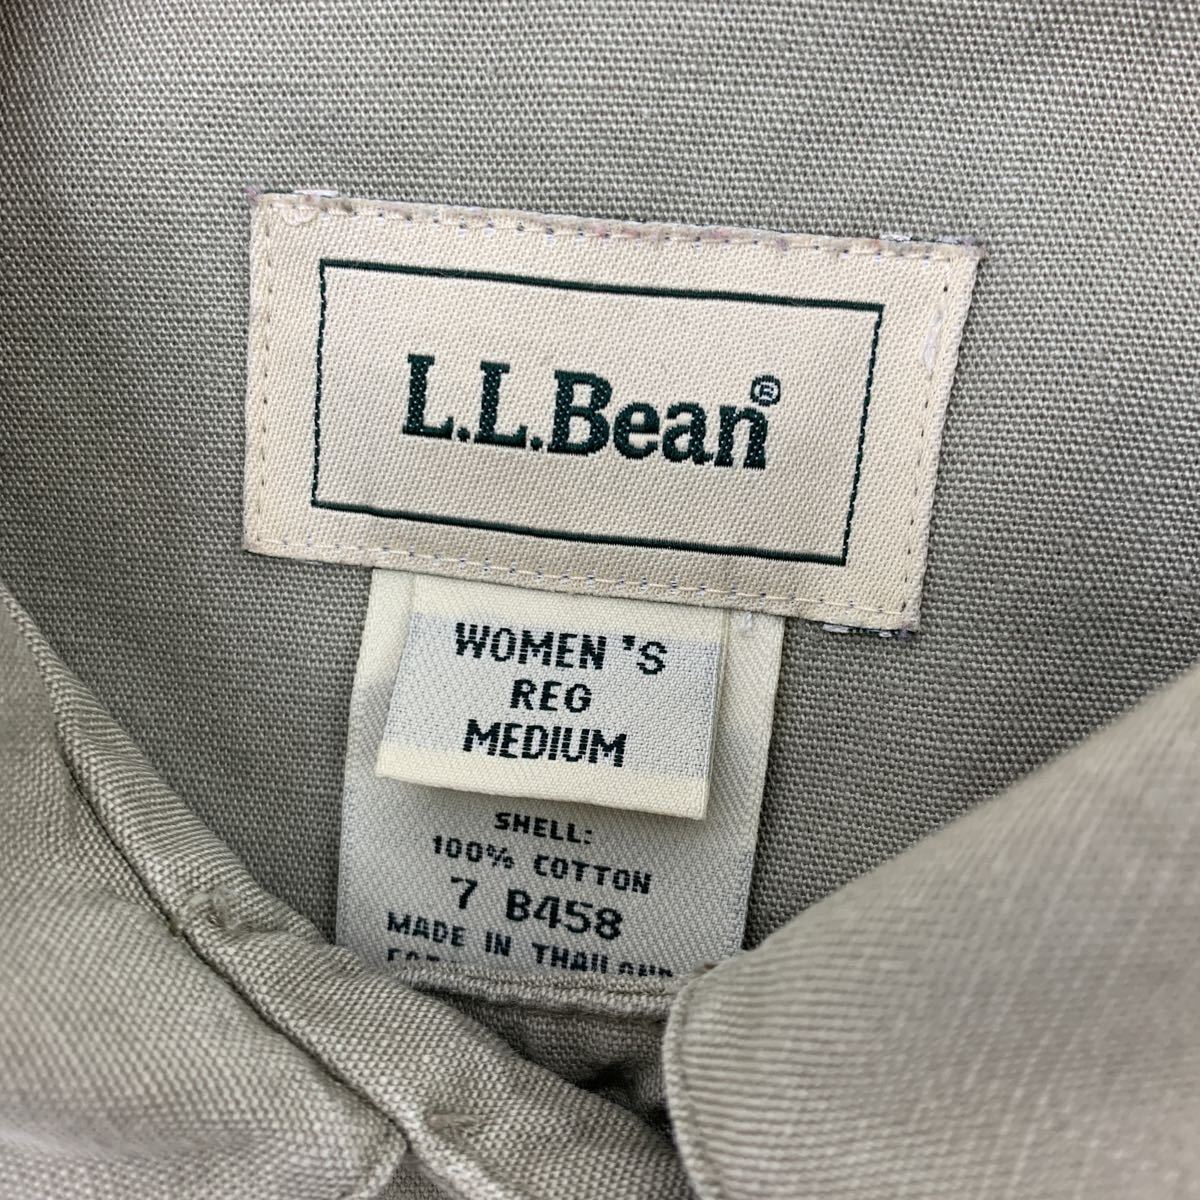 L.L.Bean®
WOMEN'S
REG
MEDIUM
SHELL:
100% COTTON
7 B458
MADE IN THAILAND